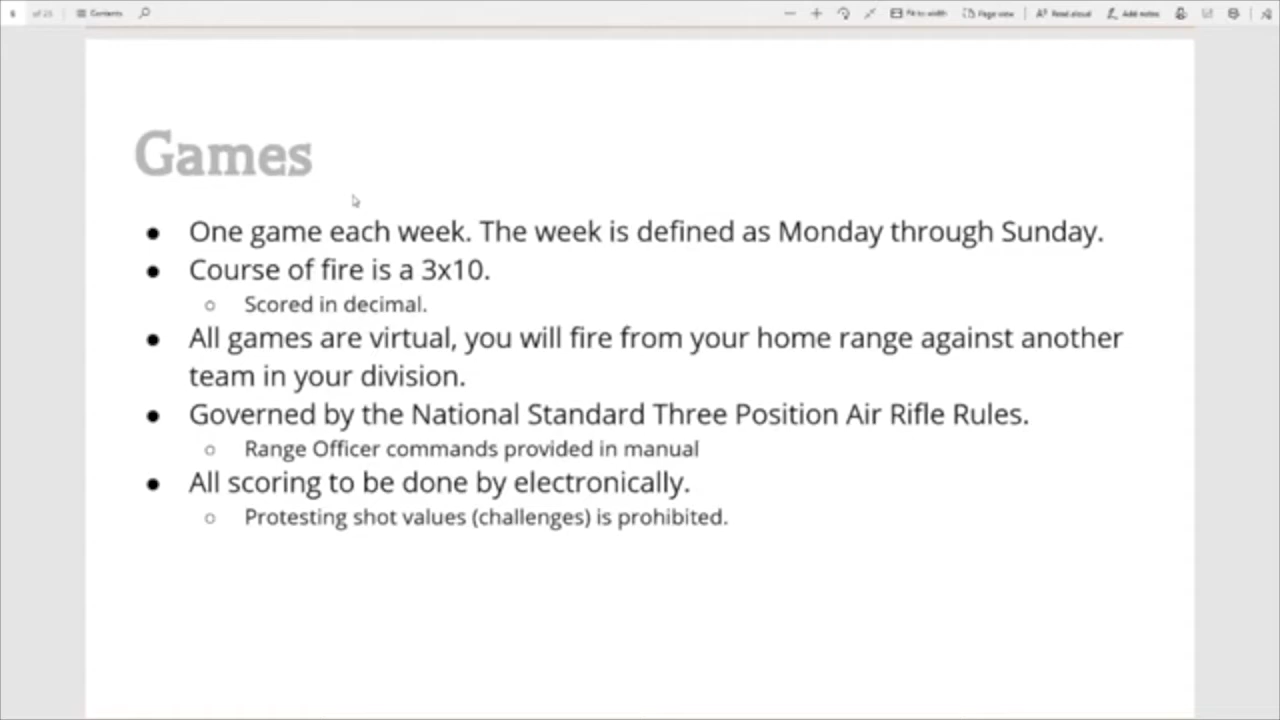 6 of 21 Contents Fit to width Page view Read aloud Add notes
Games
● One game each week. The week is defined as Monday through Sunday.
● Course of fire is a 3x10.
○ Scored in decimal.
● All games are virtual, you will fire from your home range against another
team in your division.
● Governed by the National Standard Three Position Air Rifle Rules.
○ Range Officer commands provided in manual
● All scoring to be done by electronically.
○ Protesting shot values (challenges) is prohibited.